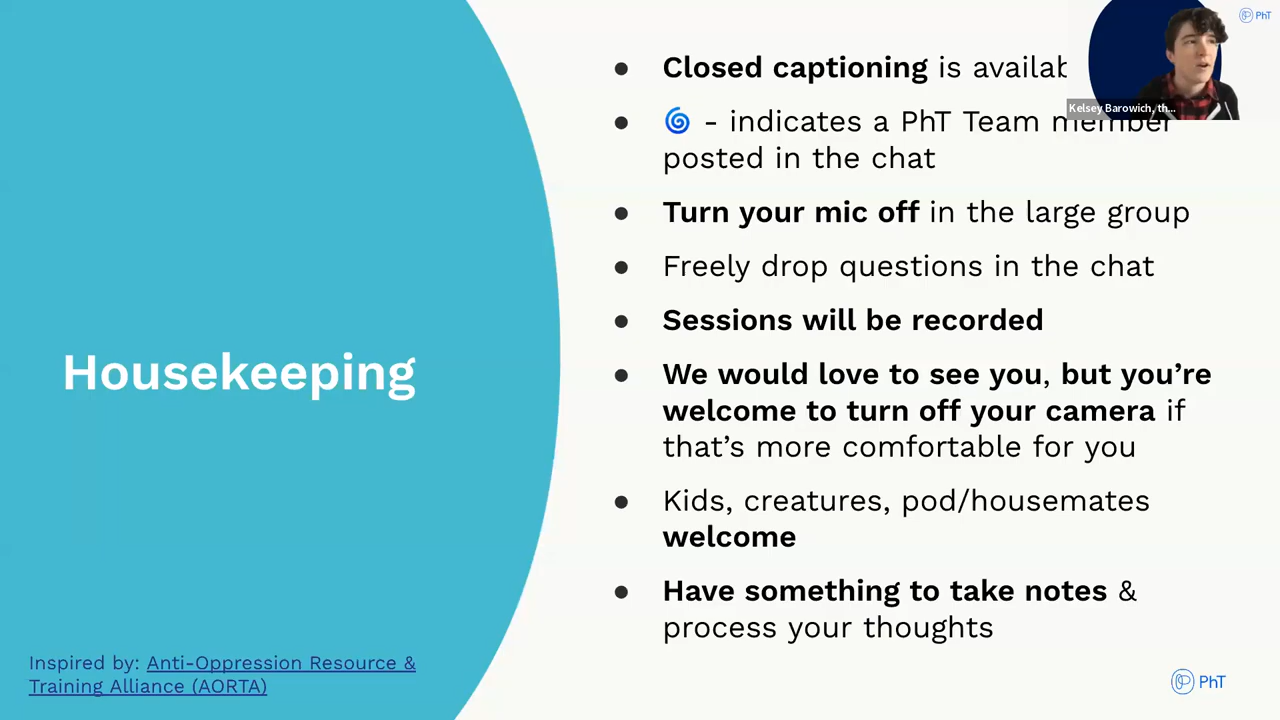 PhT
Closed captioning is
Kelsey Barowich, th...
🌀 - indicates a PhT Team member
posted in the chat
Turn your mic off in the large group
Freely drop questions in the chat
Sessions will be recorded
We would love to see you, but you’re
welcome to turn off your camera if
that’s more comfortable for you
Kids, creatures, pod/housemates
welcome
Have something to take notes &
process your thoughts
Housekeeping
Inspired by: Anti-Oppression Resource &
Training Alliance (AORTA)
PhT